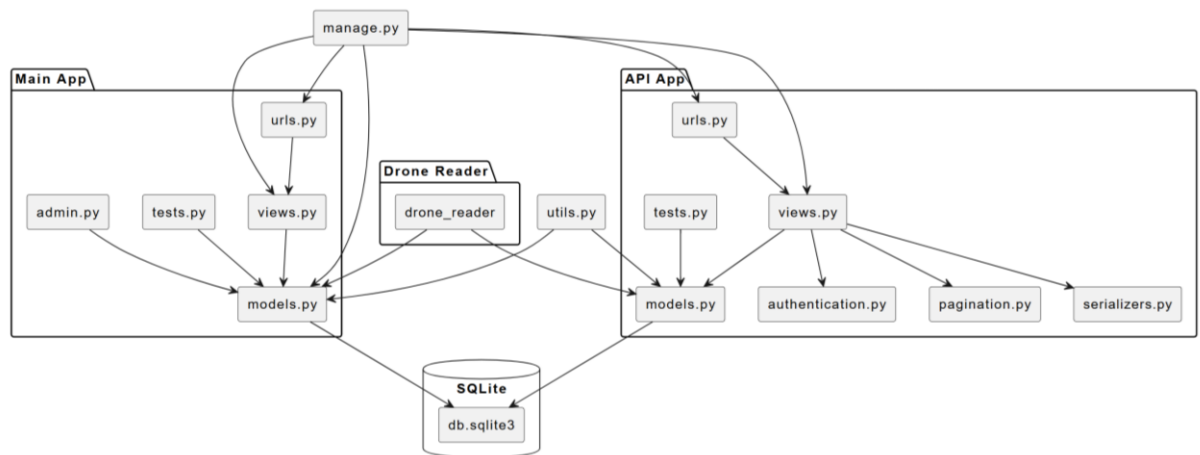 manage.py
Main App
API App
urls.py
urls.py
Drone Reader
admin.py
tests.py
views.py
drone_reader
utils.py
tests.py
views.py
models.py
models.py
authentication.py
pagination.py
serializers.py
SQLite
db.sqlite3